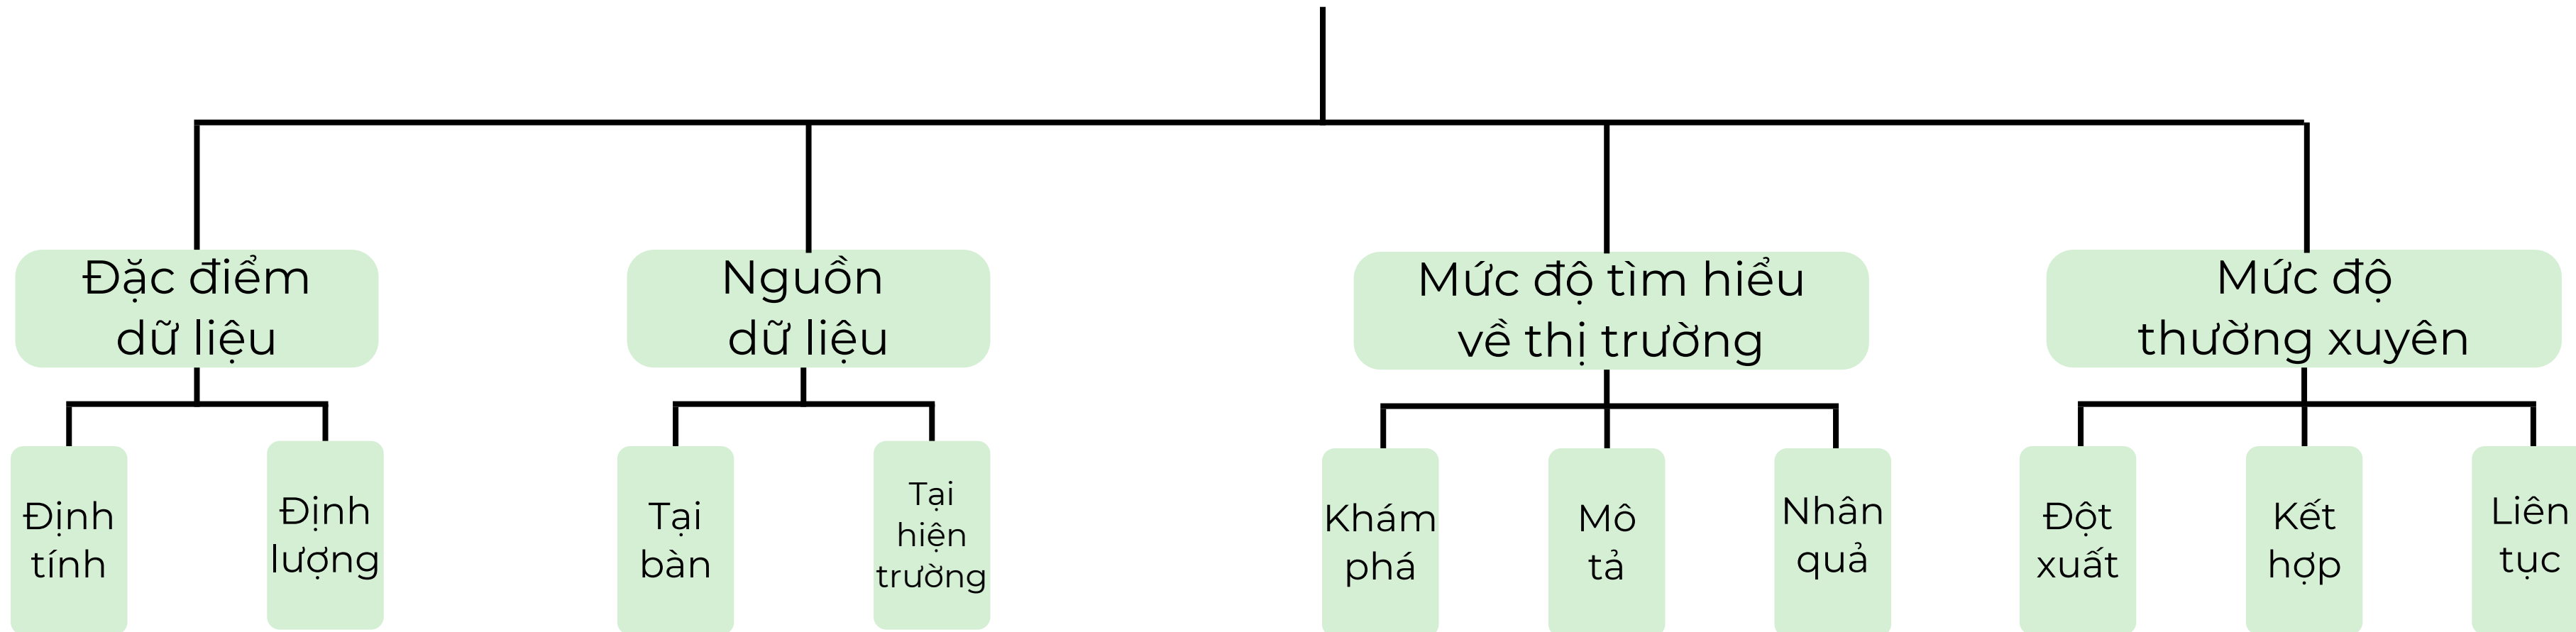 Đặc điểm
dữ liệu
Nguồn
dữ liệu
Mức độ tìm hiểu
về thị trường
Mức độ
thường xuyên
Định
tính
Định
lượng
Tại
bàn
Tại
hiện
trường
Khám
phá
Mô
tả
Nhân
quả
Đột
xuất
Kết
hợp
Liên
tục